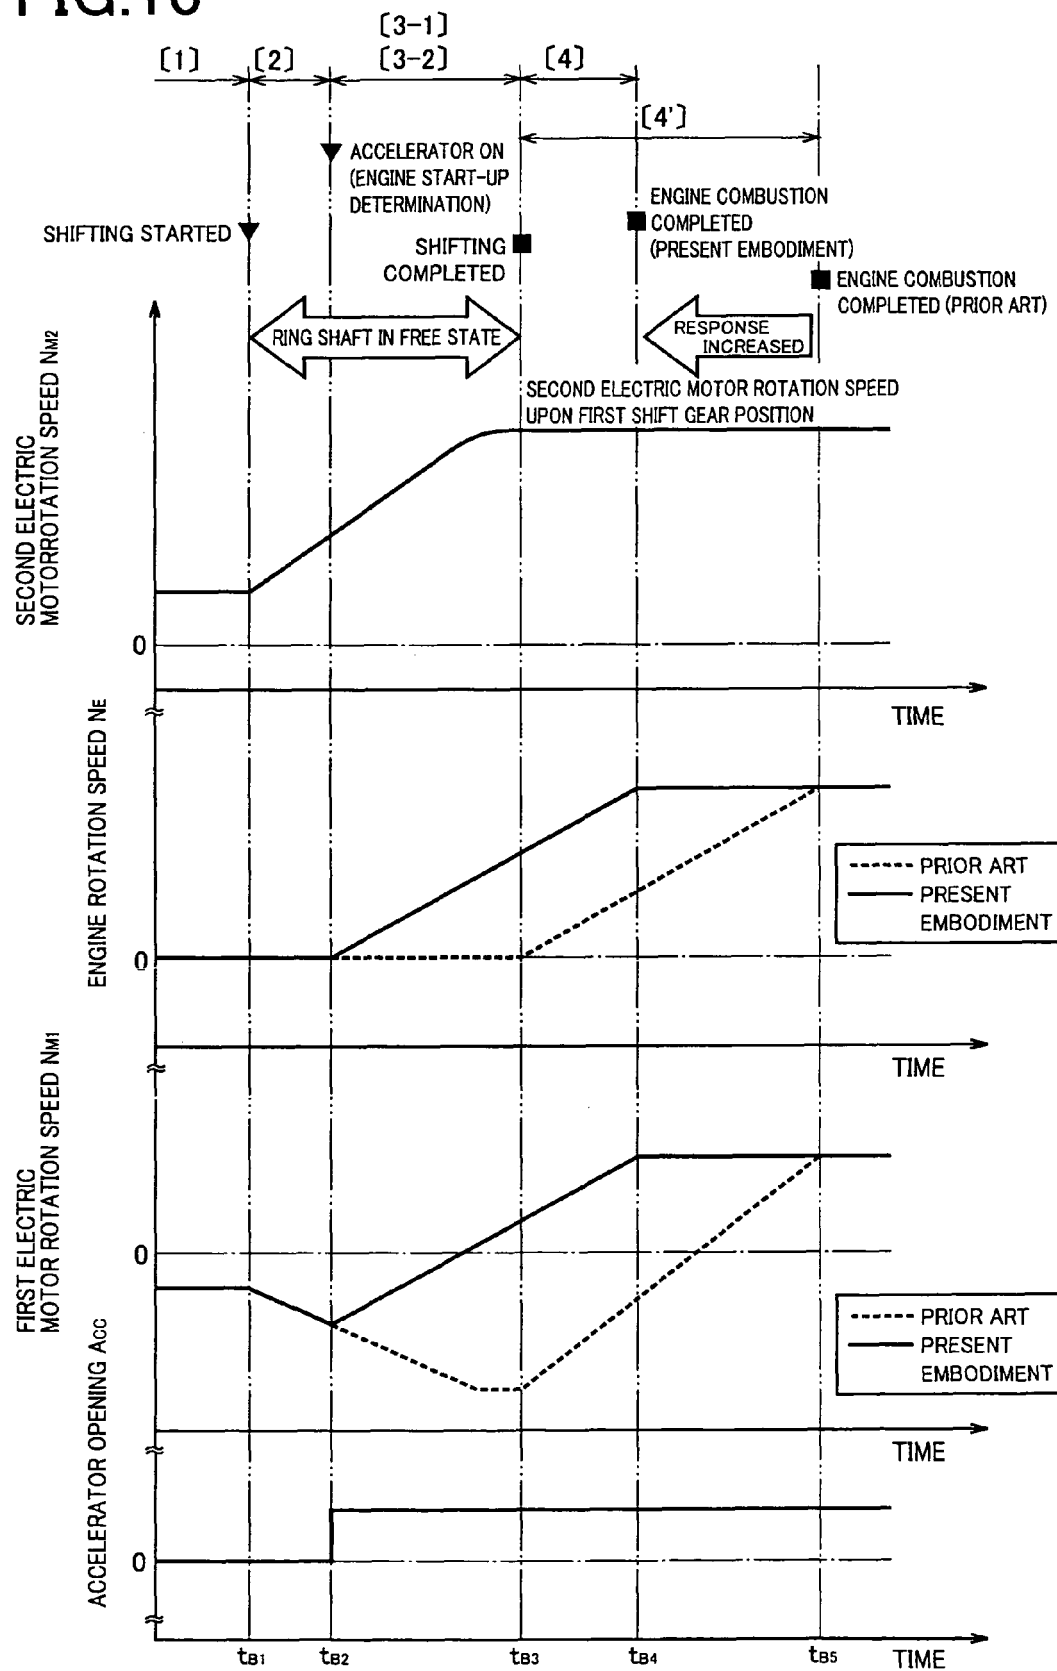 [3-1]
[1] [2] [3-2] [4]
[4']
ACCELERATOR ON
(ENGINE START-UP
DETERMINATION)
SHIFTING STARTED
SHIFTING
COMPLETED
ENGINE COMBUSTION
COMPLETED
(PRESENT EMBODIMENT)
ENGINE COMBUSTION
COMPLETED (PRIOR ART)
RING SHAFT IN FREE STATE
RESPONSE
INCREASED
SECOND ELECTRIC MOTOR ROTATION SPEED
UPON FIRST SHIFT GEAR POSITION
SECOND ELECTRIC
MOTORROTATION SPEED NM2
0
TIME
ENGINE ROTATION SPEED NE
0
PRIOR ART
PRESENT
EMBODIMENT
TIME
FIRST ELECTRIC
MOTOR ROTATION SPEED NM1
0
PRIOR ART
PRESENT
EMBODIMENT
TIME
ACCELERATOR OPENING ACC
0
tB1 tB2 tB3 tB4 tB5 TIME